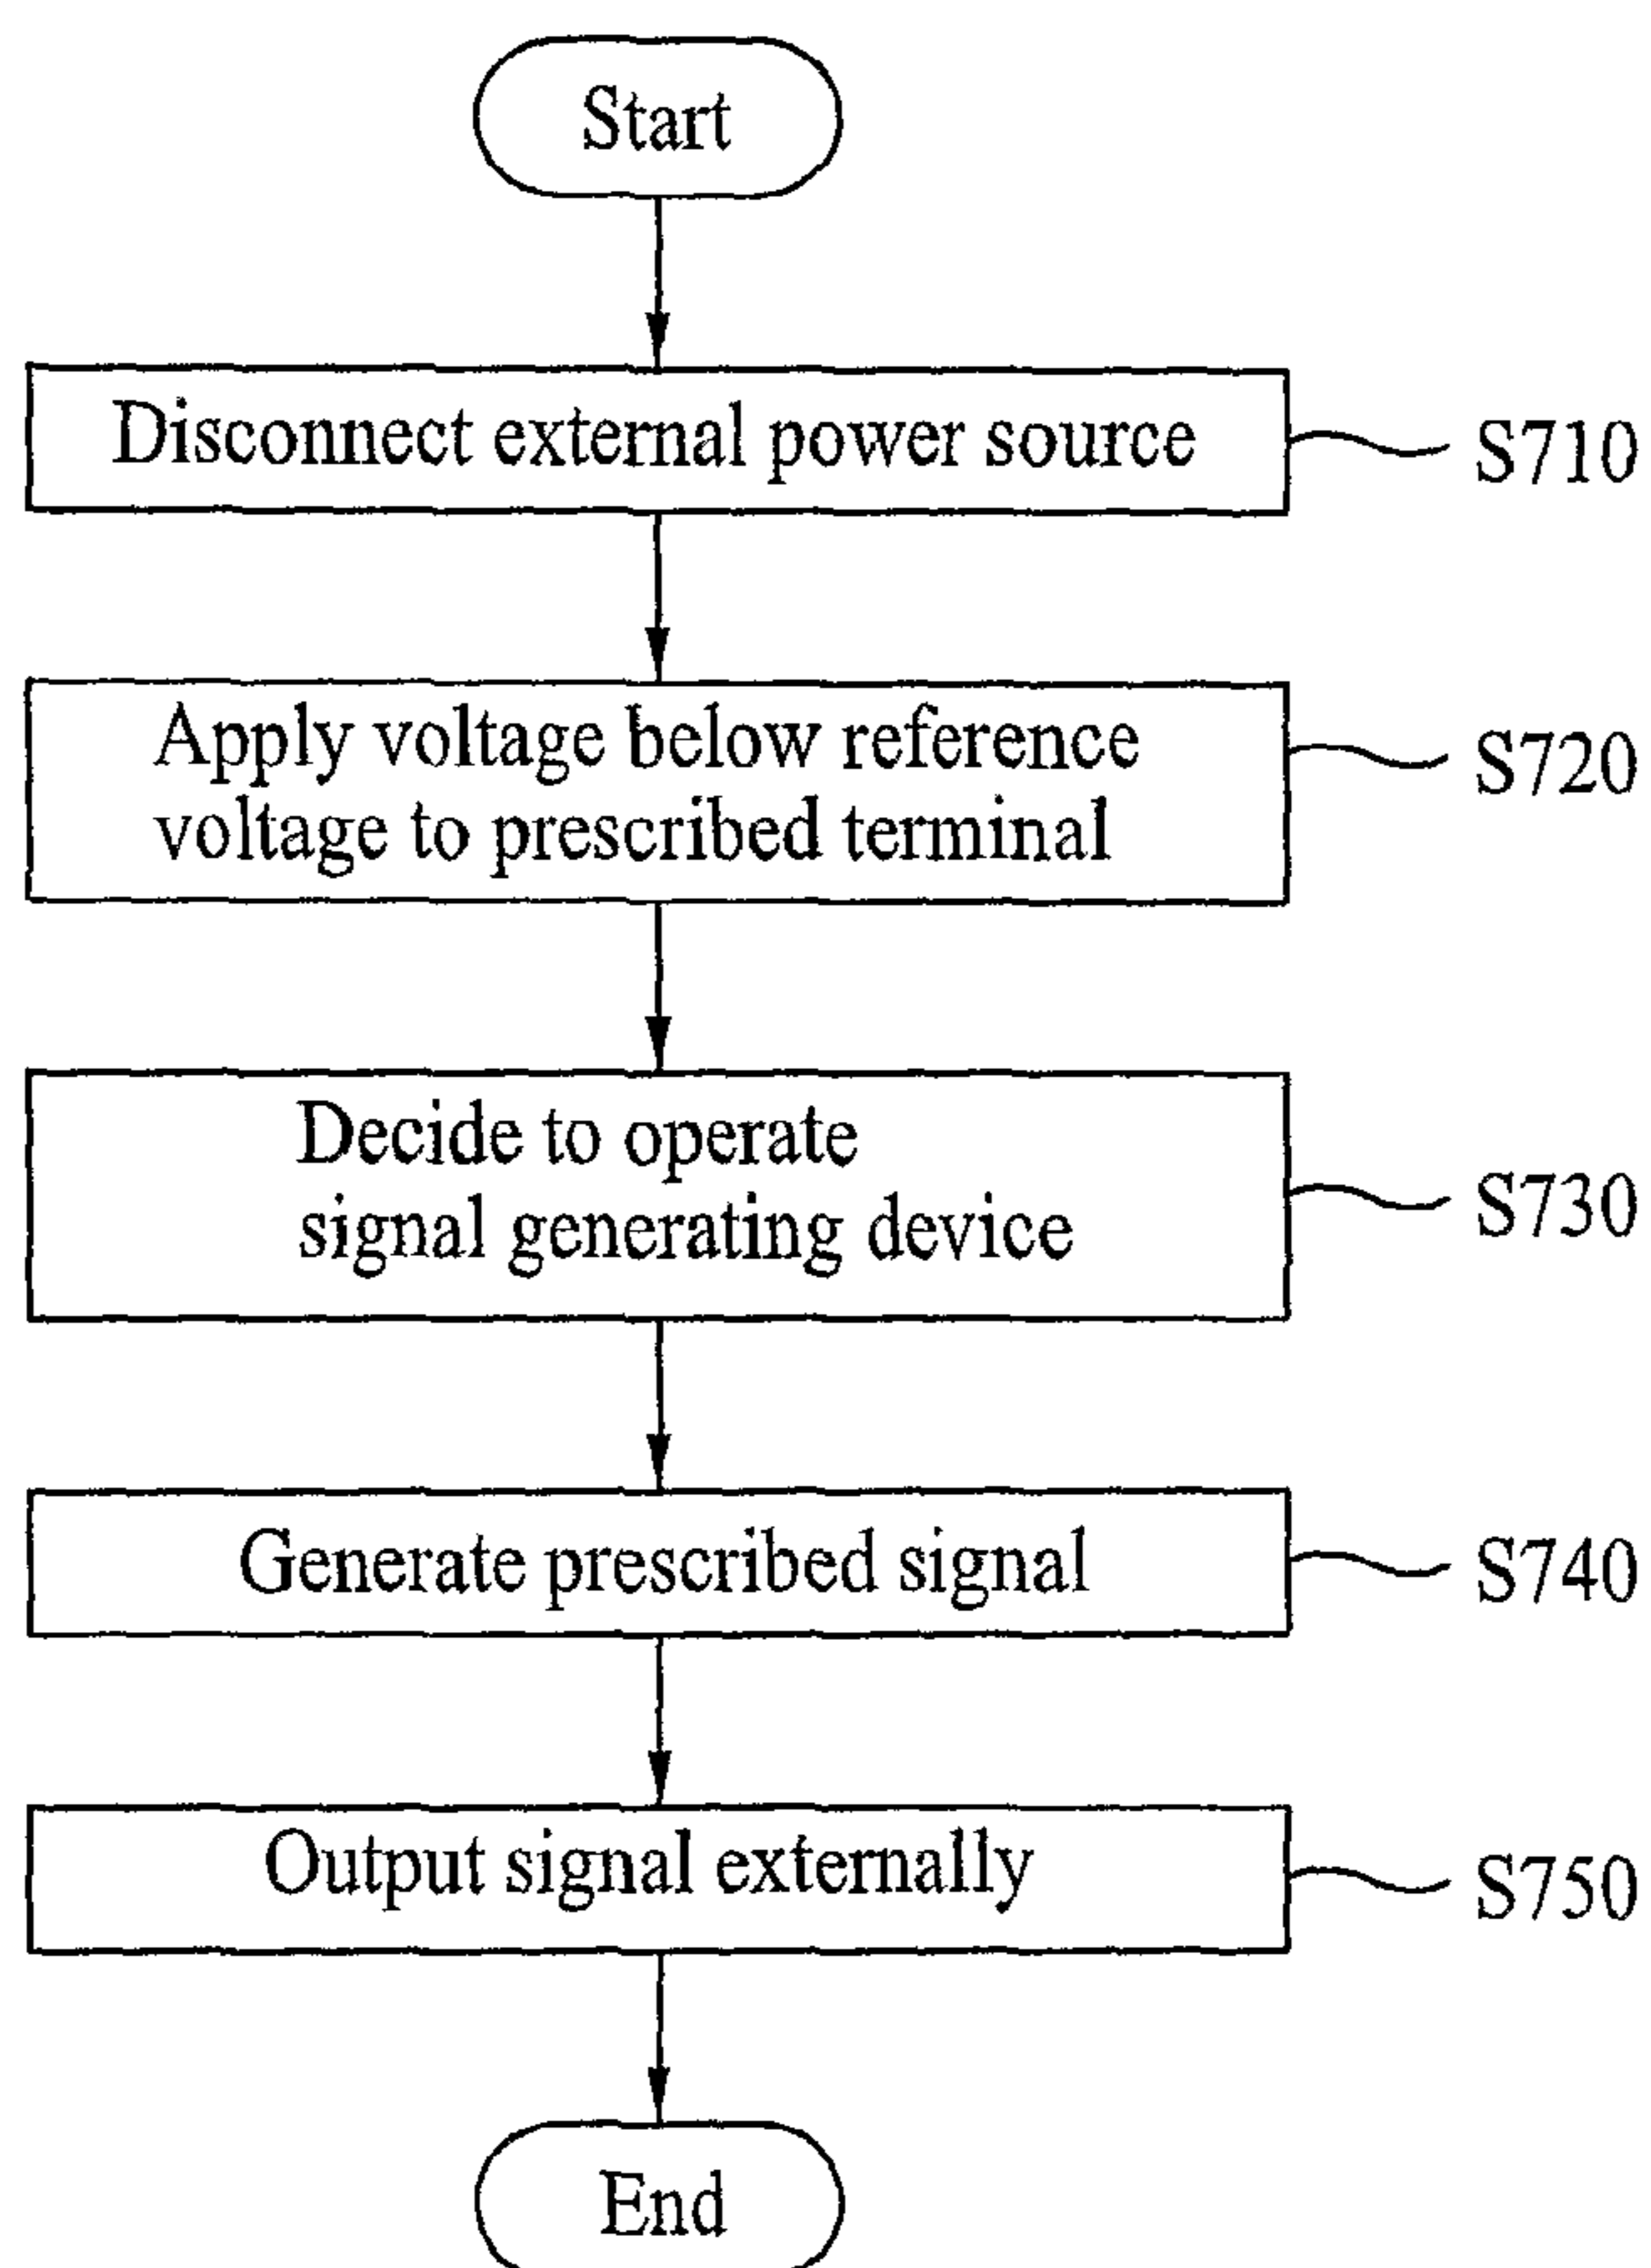 Start
Disconnect external power source
S710
Apply voltage below reference
voltage to prescribed terminal
S720
Decide to operate
signal generating device
S730
Generate prescribed signal
S740
Output signal externally
S750
End